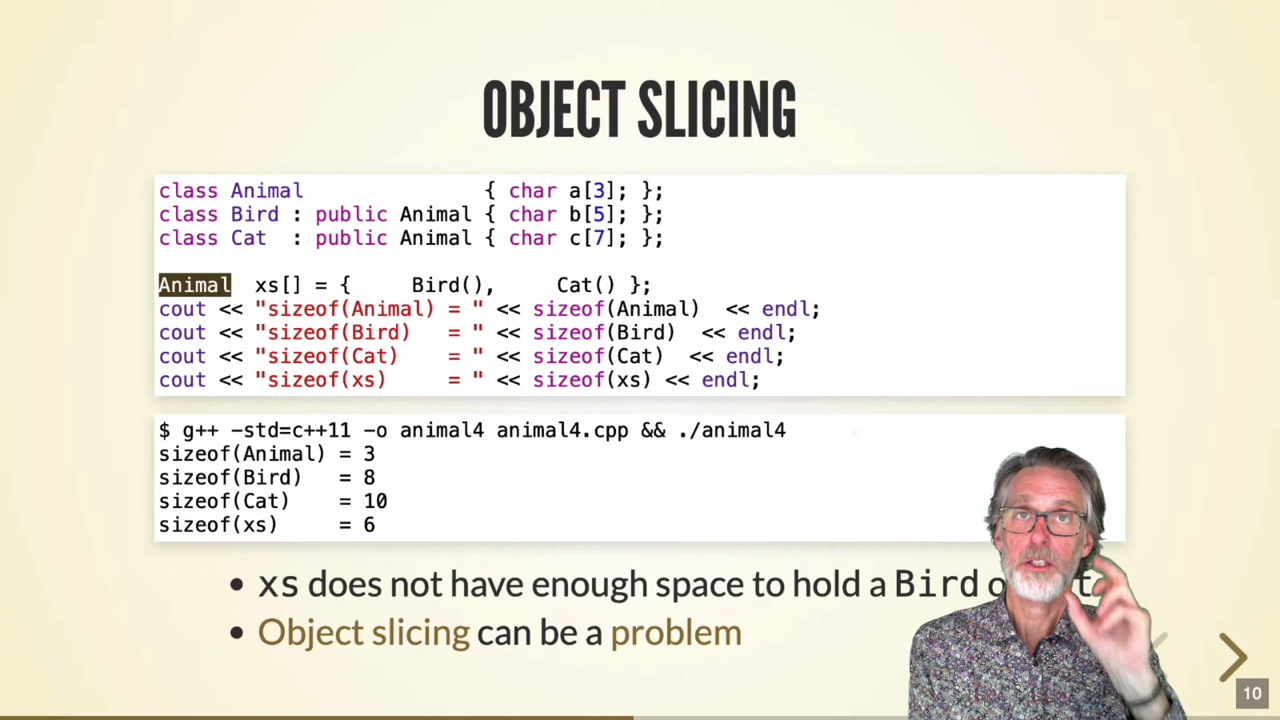 OBJECT SLICING
class Animal               { char a[3]; };
class Bird : public Animal { char b[5]; };
class Cat  : public Animal { char c[7]; };
Animal  xs[] = {     Bird(),     Cat() };
cout << "sizeof(Animal) = " << sizeof(Animal)  << endl;
cout << "sizeof(Bird)   = " << sizeof(Bird)  << endl;
cout << "sizeof(Cat)    = " << sizeof(Cat)  << endl;
cout << "sizeof(xs)     = " << sizeof(xs) << endl;
$ g++ -std=c++11 -o animal4 animal4.cpp && ./animal4
sizeof(Animal) = 3
sizeof(Bird)   = 8
sizeof(Cat)    = 10
sizeof(xs)     = 6
• xs does not have enough space to hold a Bird
• Object slicing can be a problem
10